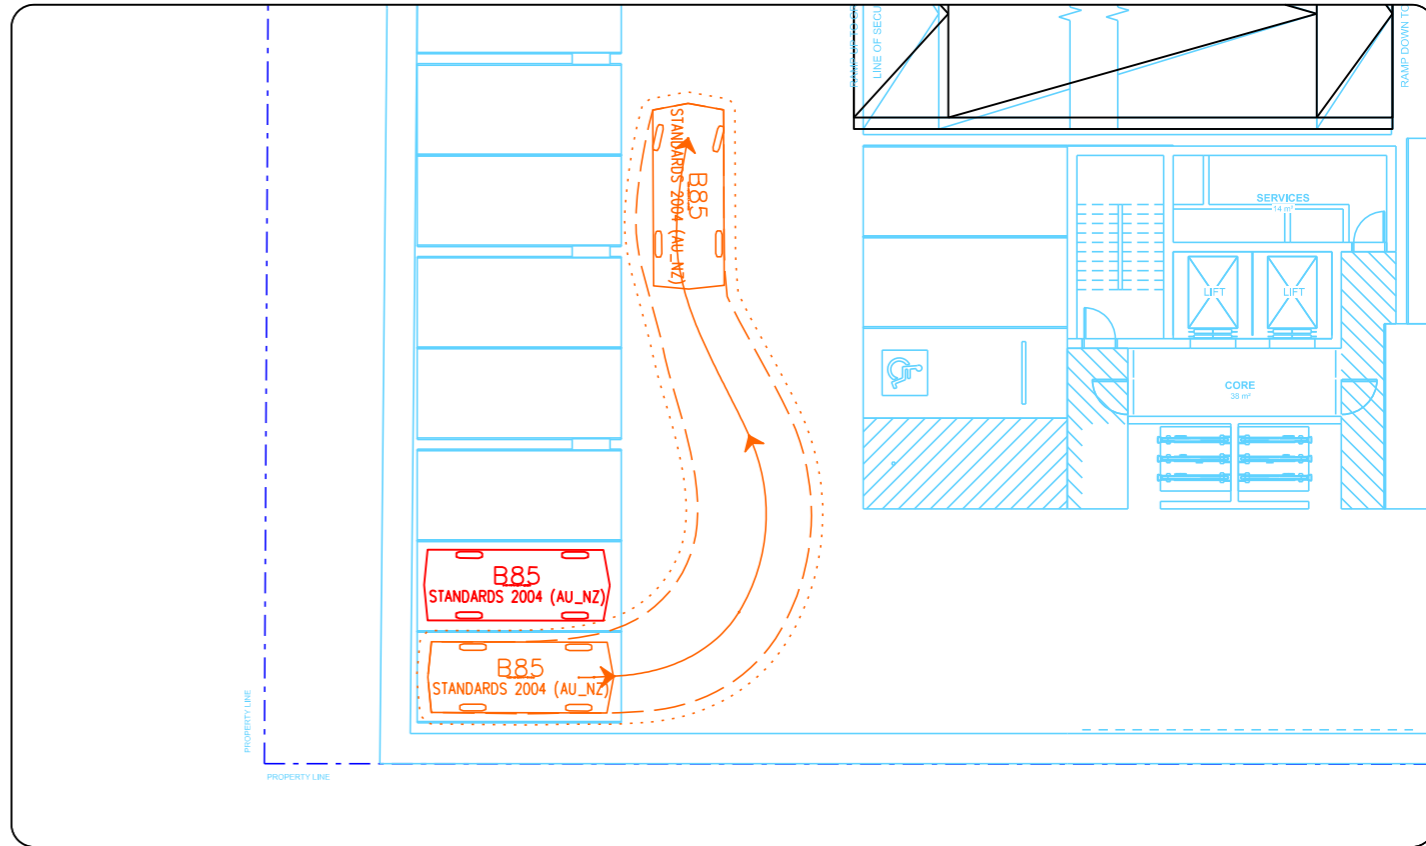 LINE OF SECU
RAMP DOWN TO
STANDARDS 2004 (AU_NZ)
B85
SERVICES
14 m²
LIFT
LIFT
CORE
38 m²
B85
STANDARDS 2004 (AU_NZ)
B85
STANDARDS 2004 (AU_NZ)
PROPERTY LINE
PROPERTY LINE